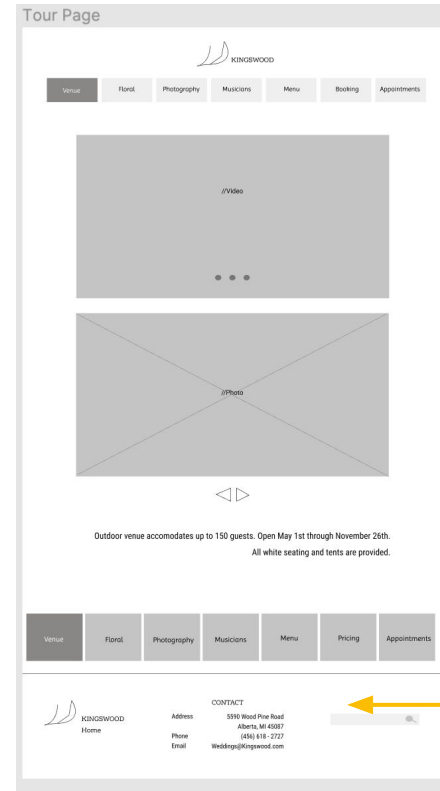 Tour Page
KINGSWOOD
Venue
Floral
Photography
Musicians
Menu
Booking
Appointments
//Video
//Photo
Outdoor venue accomodates up to 150 guests. Open May 1st through November 26th.
All white seating and tents are provided.
Venue
Floral
Photography
Musicians
Menu
Pricing
Appointments
KINGSWOOD
Home
CONTACT
Address 5590 Wood Pine Road
Alberta, MI 45087
Phone (456) 618 - 2727
Email Weddings@Kingswood.com